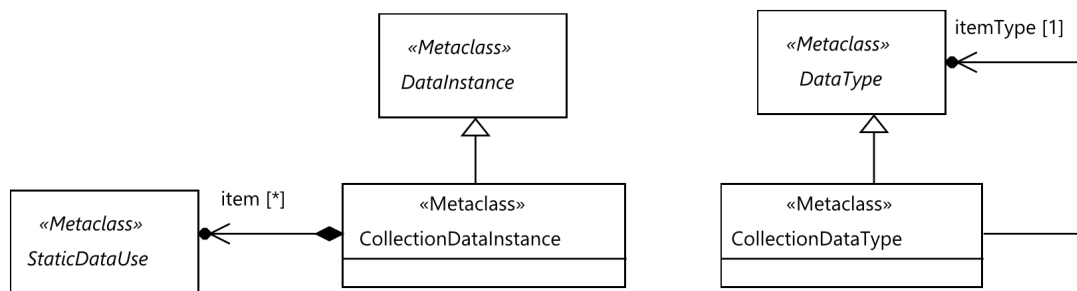 «Metaclass»
DataInstance
«Metaclass»
DataType
itemType [1]
«Metaclass»
StaticDataUse
item [*]
«Metaclass»
CollectionDataInstance
«Metaclass»
CollectionDataType